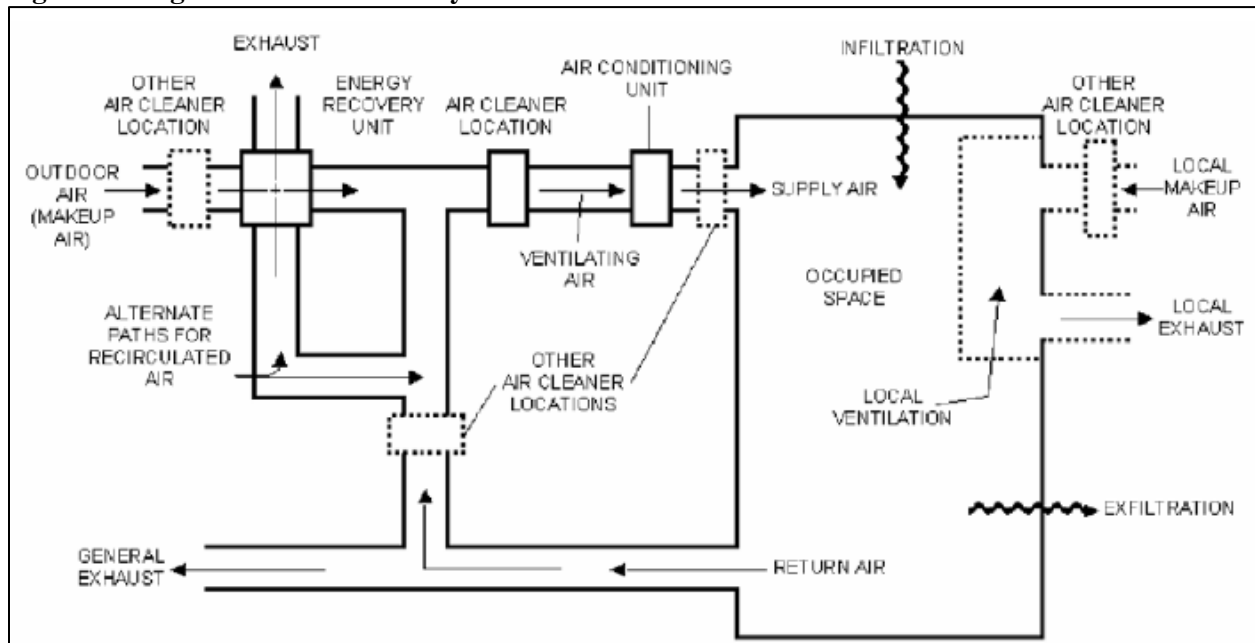 EXHAUST
INFILTRATION
OTHER
AIR CLEANER
LOCATION
ENERGY
RECOVERY
UNIT
AIR CLEANER
LOCATION
AIR CONDITIONING
UNIT
OTHER
AIR CLEANER
LOCATION
OUTDOOR
AIR
(MAKEUP
AIR)
SUPPLY AIR
LOCAL
MAKEUP
AIR
VENTILATING
AIR
OCCUPIED
SPACE
ALTERNATE
PATHS FOR
RECIRCULATED
AIR
OTHER
AIR CLEANER
LOCATIONS
LOCAL
EXHAUST
LOCAL
VENTILATION
EXFILTRATION
GENERAL
EXHAUST
RETURN AIR